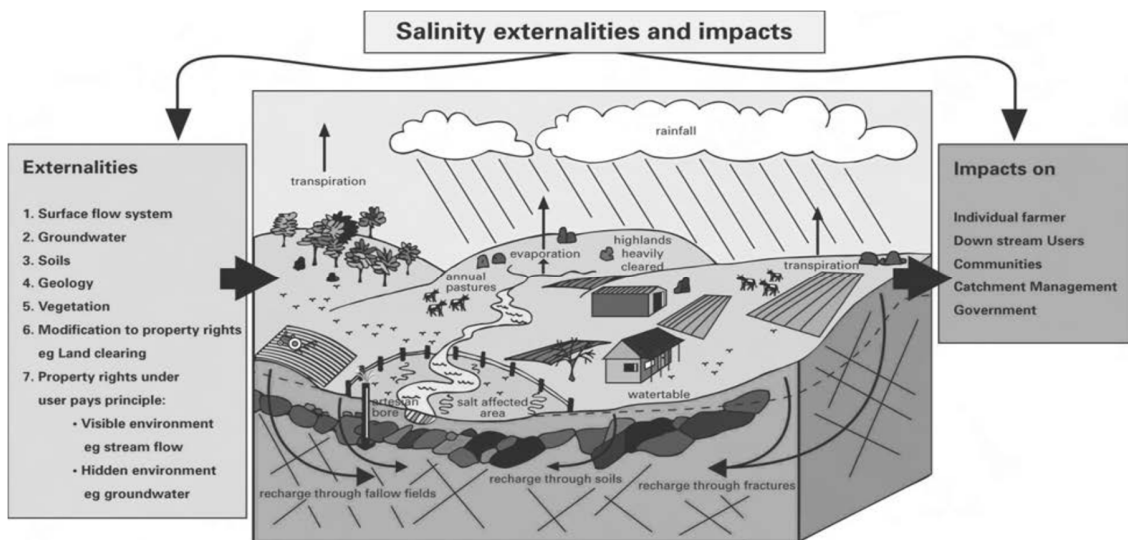 Salinity externalities and impacts
Externalities
1. Surface flow system
2. Groundwater
3. Soils
4. Geology
5. Vegetation
6. Modification to property rights
eg Land clearing
7. Property rights under
user pays principle:
• Visible environment
eg stream flow
• Hidden environment
eg groundwater
transpiration
rainfall
evaporation
highlands
heavily
cleared
transpiration
annual
pastures
artesian
bore
salt affected
area
watertable
recharge through fallow fields
recharge through soils
recharge through fractures
Impacts on
Individual farmer
Down stream Users
Communities
Catchment Management
Government